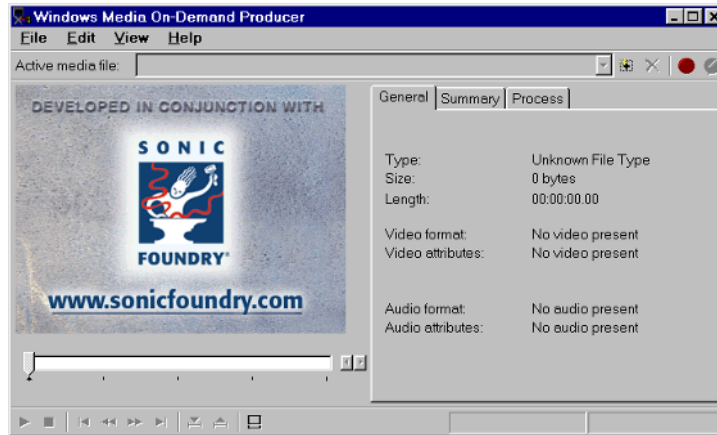 Windows Media On-Demand Producer
File Edit View Help
Active media file:
DEVELOPED IN CONJUNCTION WITH
SONIC
FOUNDRY®
www.sonicfoundry.com
General Summary Process
Type: Unknown File Type
Size: 0 bytes
Length: 00:00:00.00
Video format: No video present
Video attributes: No video present
Audio format: No audio present
Audio attributes: No audio present